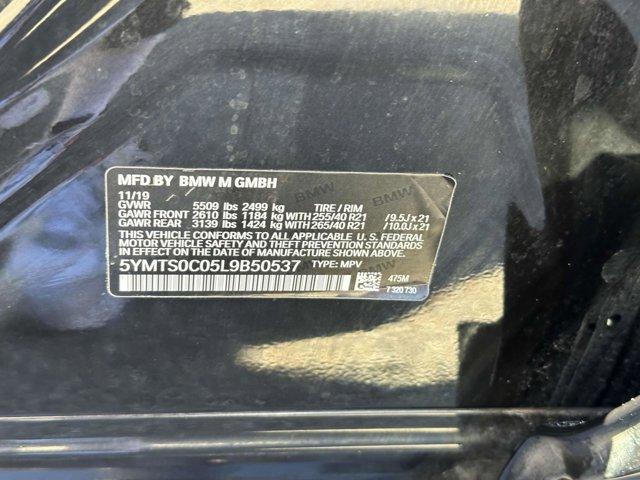 MFD.BY BMW M GMBH
11/19
GVWR 5509 lbs 2499 kg TIRE / RIM
GAWR FRONT 2610 lbs 1184 kg WITH 255/40 R21 /9.5J x 21
GAWR REAR 3139 lbs 1424 kg WITH 265/40 R21 /10.0J x 21
THIS VEHICLE CONFORMS TO ALL APPLICABLE U. S. FEDERAL
MOTOR VEHICLE SAFETY AND THEFT PREVENTION STANDARDS
IN EFFECT ON THE DATE OF MANUFACTURE SHOWN ABOVE.
5YMTS0C05L9B50537 TYPE: MPV
475M
7 320 730
BMW
BMW